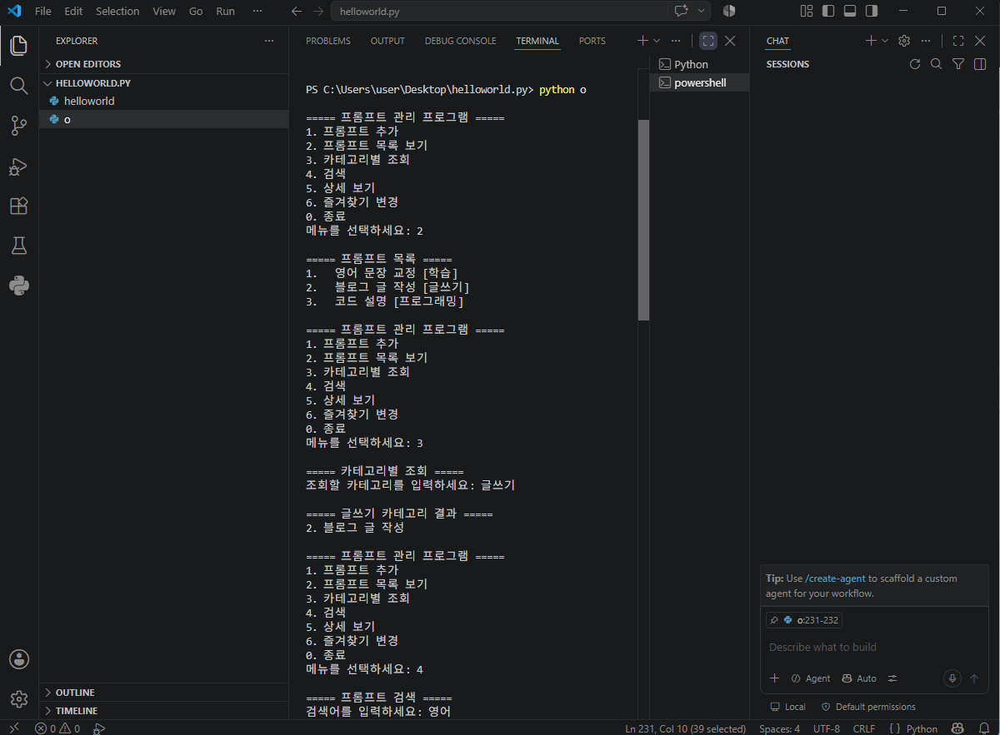 File Edit Selection View Go Run ··· helloworld.py
EXPLORER ···
OPEN EDITORS
HELLOWORLD.PY
helloworld
o
OUTLINE
TIMELINE
PROBLEMS OUTPUT DEBUG CONSOLE TERMINAL PORTS
Python
powershell
PS C:\Users\user\Desktop\helloworld.py> python o
===== 프롬프트 관리 프로그램 =====
1. 프롬프트 추가
2. 프롬프트 목록 보기
3. 카테고리별 조회
4. 검색
5. 상세 보기
6. 즐겨찾기 변경
0. 종료
메뉴를 선택하세요: 2
===== 프롬프트 목록 =====
1. 영어 문장 교정 [학습]
2. 블로그 글 작성 [글쓰기]
3. 코드 설명 [프로그래밍]
===== 프롬프트 관리 프로그램 =====
1. 프롬프트 추가
2. 프롬프트 목록 보기
3. 카테고리별 조회
4. 검색
5. 상세 보기
6. 즐겨찾기 변경
0. 종료
메뉴를 선택하세요: 3
===== 카테고리별 조회 =====
조회할 카테고리를 입력하세요: 글쓰기
===== 글쓰기 카테고리 결과 =====
2. 블로그 글 작성
===== 프롬프트 관리 프로그램 =====
1. 프롬프트 추가
2. 프롬프트 목록 보기
3. 카테고리별 조회
4. 검색
5. 상세 보기
6. 즐겨찾기 변경
0. 종료
메뉴를 선택하세요: 4
===== 프롬프트 검색 =====
검색어를 입력하세요: 영어
CHAT
SESSIONS
Tip: Use /create-agent to scaffold a custom
agent for your workflow.
o:231-232
Describe what to build
Agent Auto
Local Default permissions
0 0 Ln 231, Col 10 (39 selected) Spaces: 4 UTF-8 CRLF { } Python